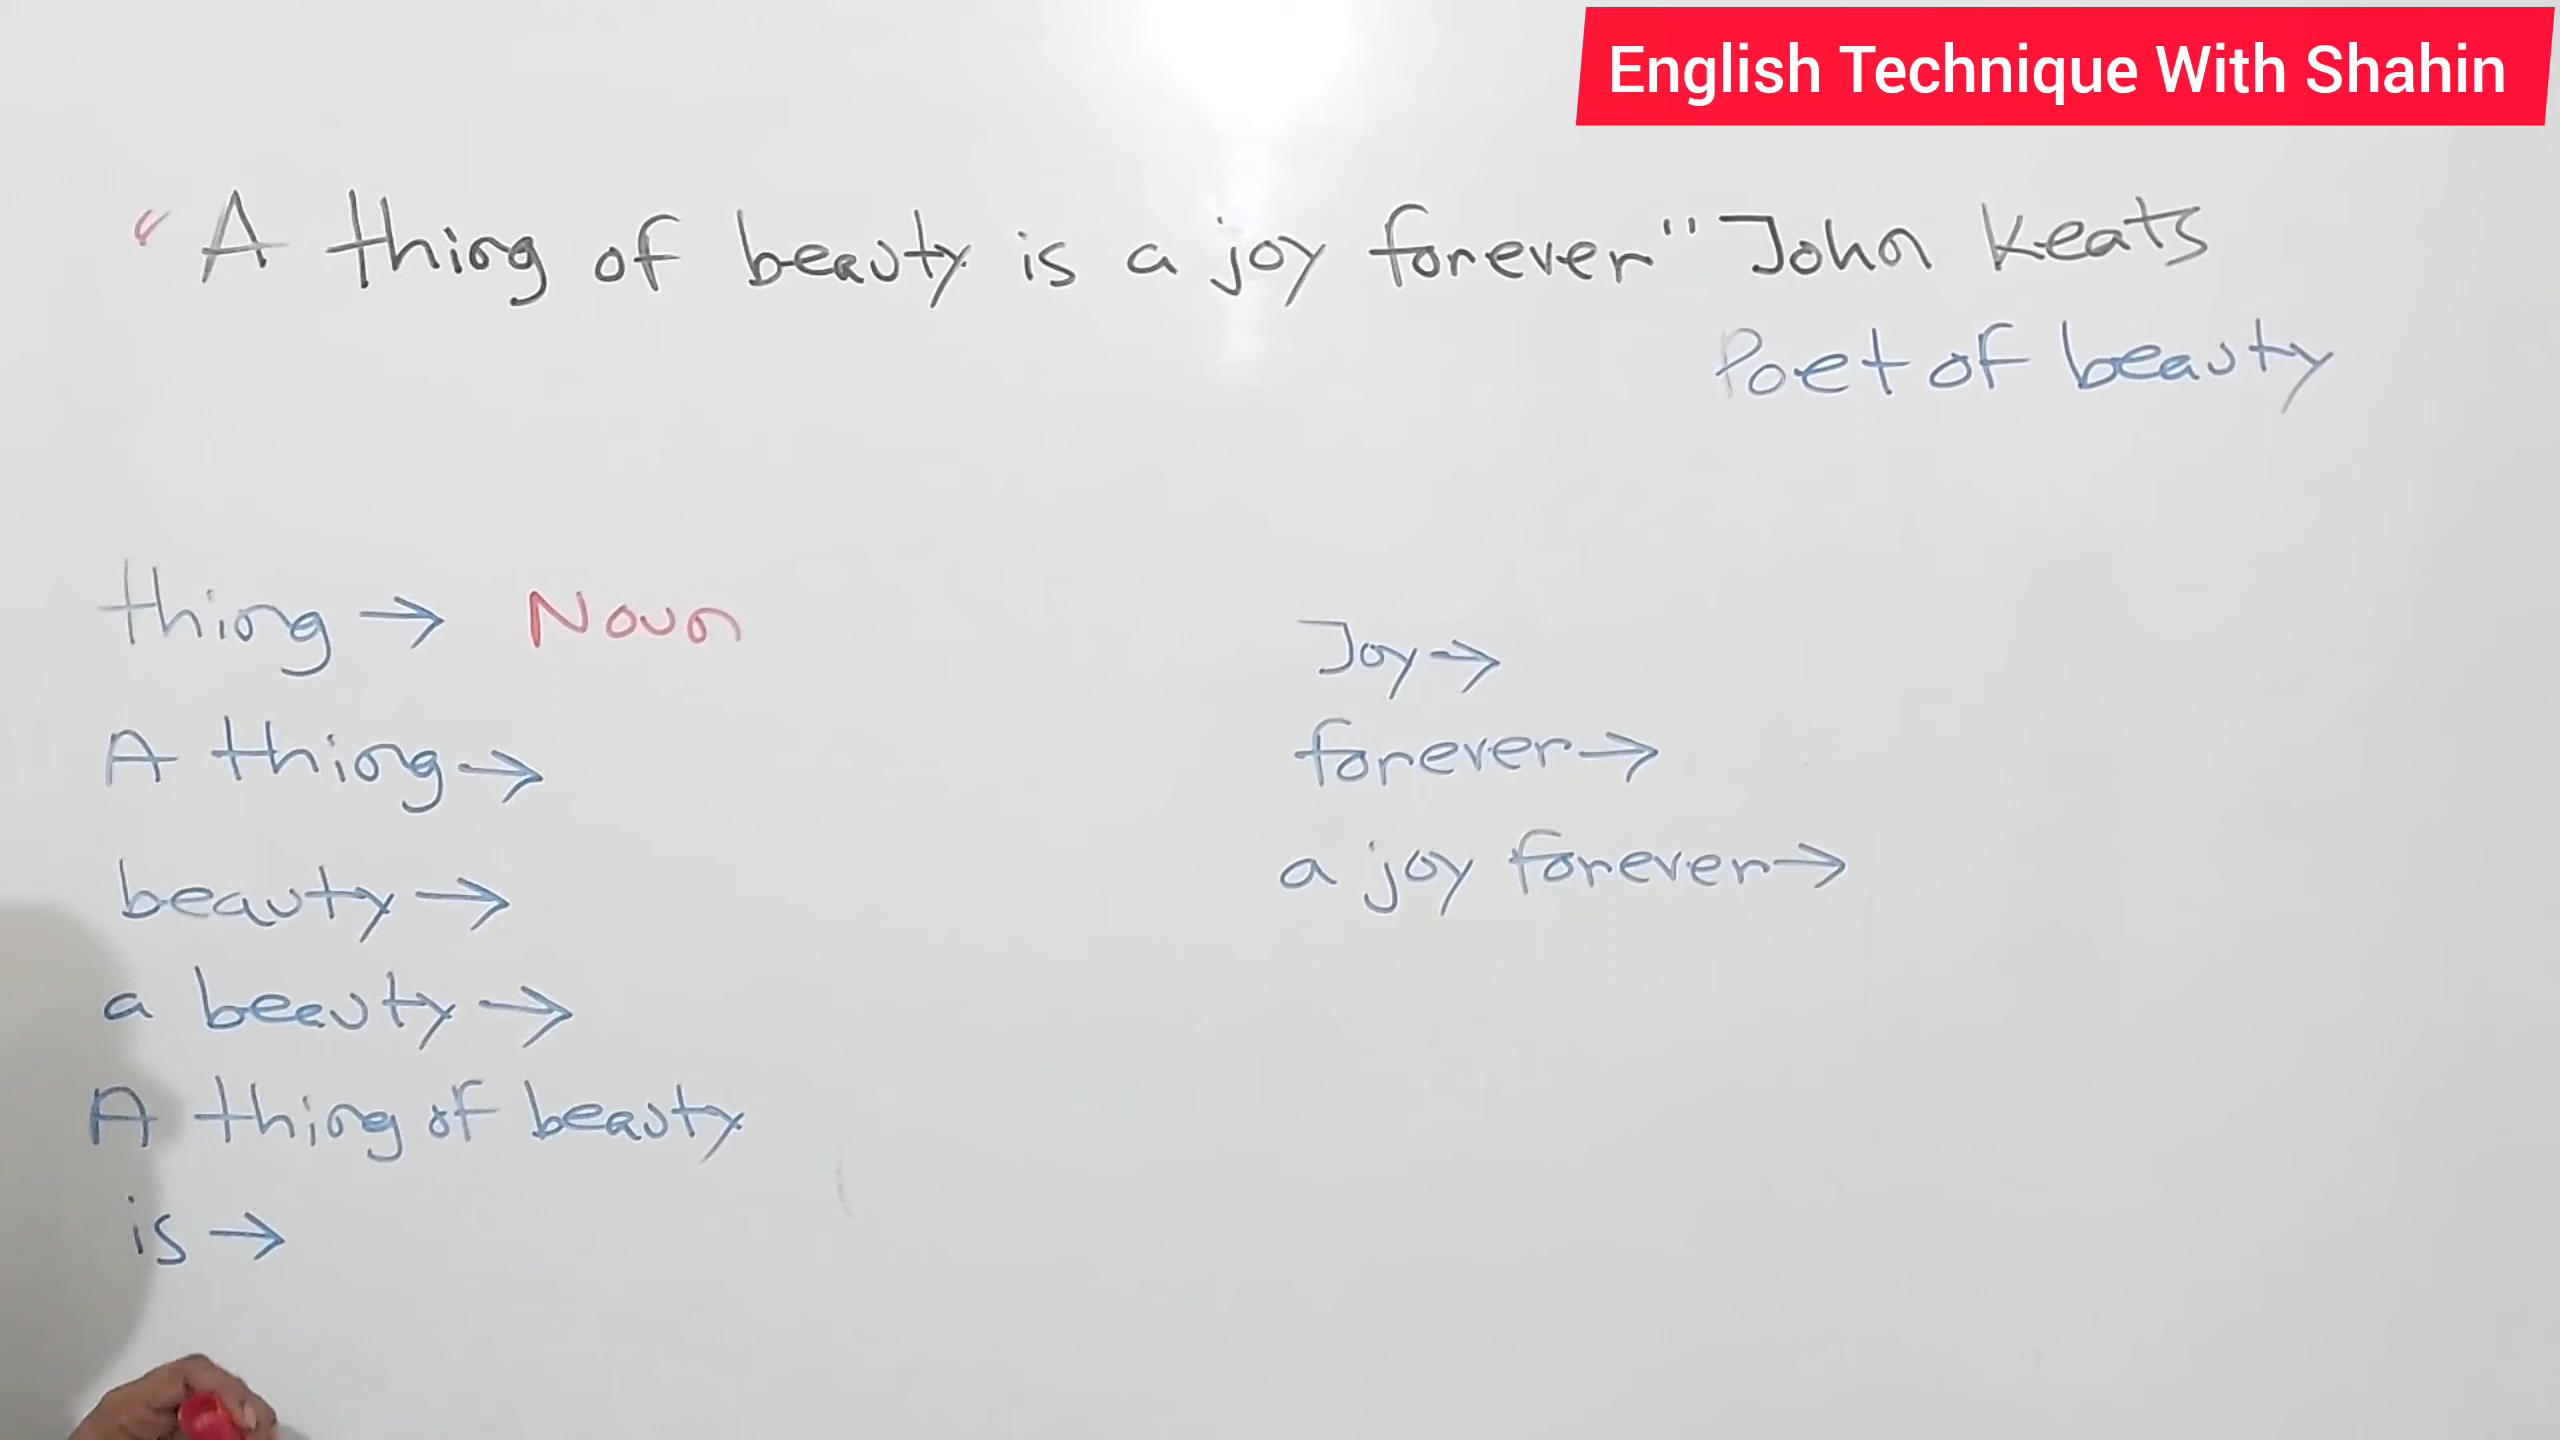 English Technique With Shahin
“A thing of beauty is a joy forever" John Keats
Poet of beauty
thing → Noun
A thing →
beauty →
a beauty →
A thing of beauty
is →
Joy →
forever →
a joy forever →